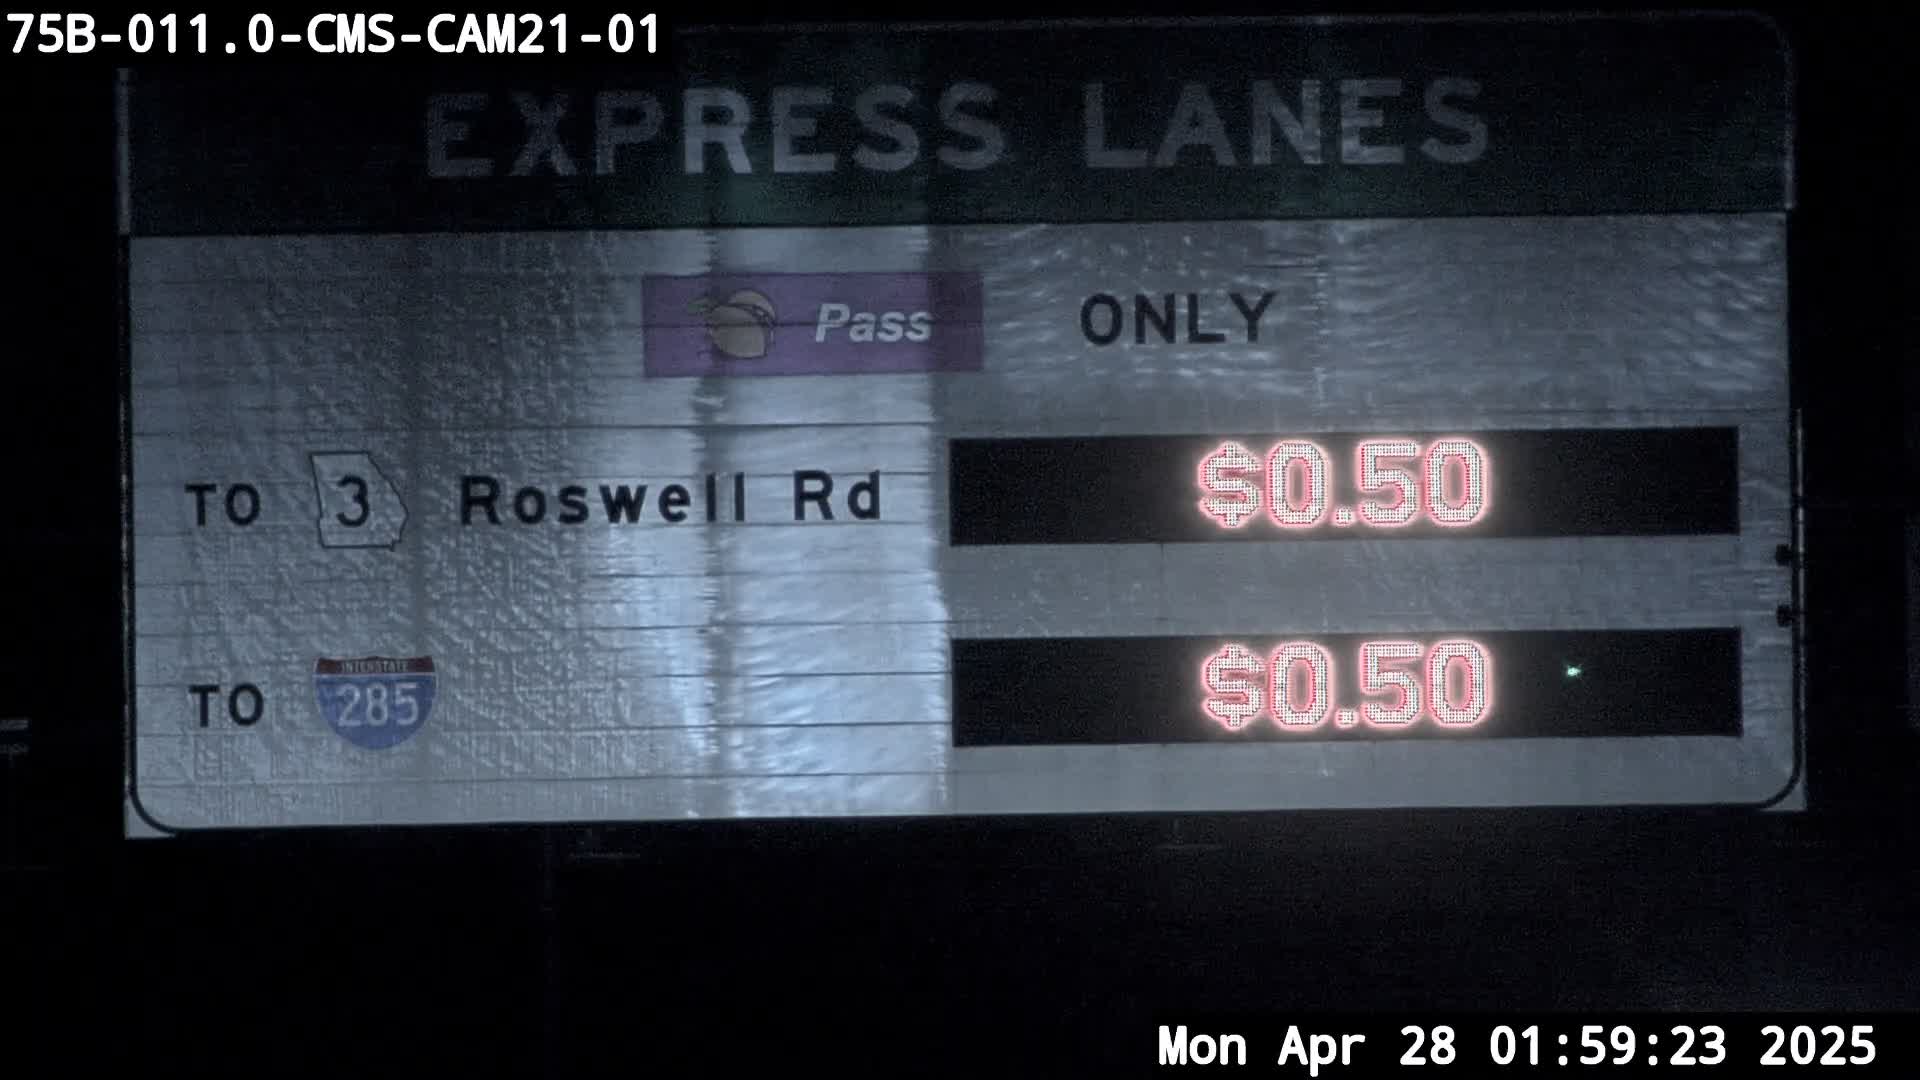 75B-011.0-CMS-CAM21-01
EXPRESS LANES
Pass ONLY
TO 3 Roswell Rd $0.50
INTERSTATE
TO 285 $0.50
Mon Apr 28 01:59:23 2025